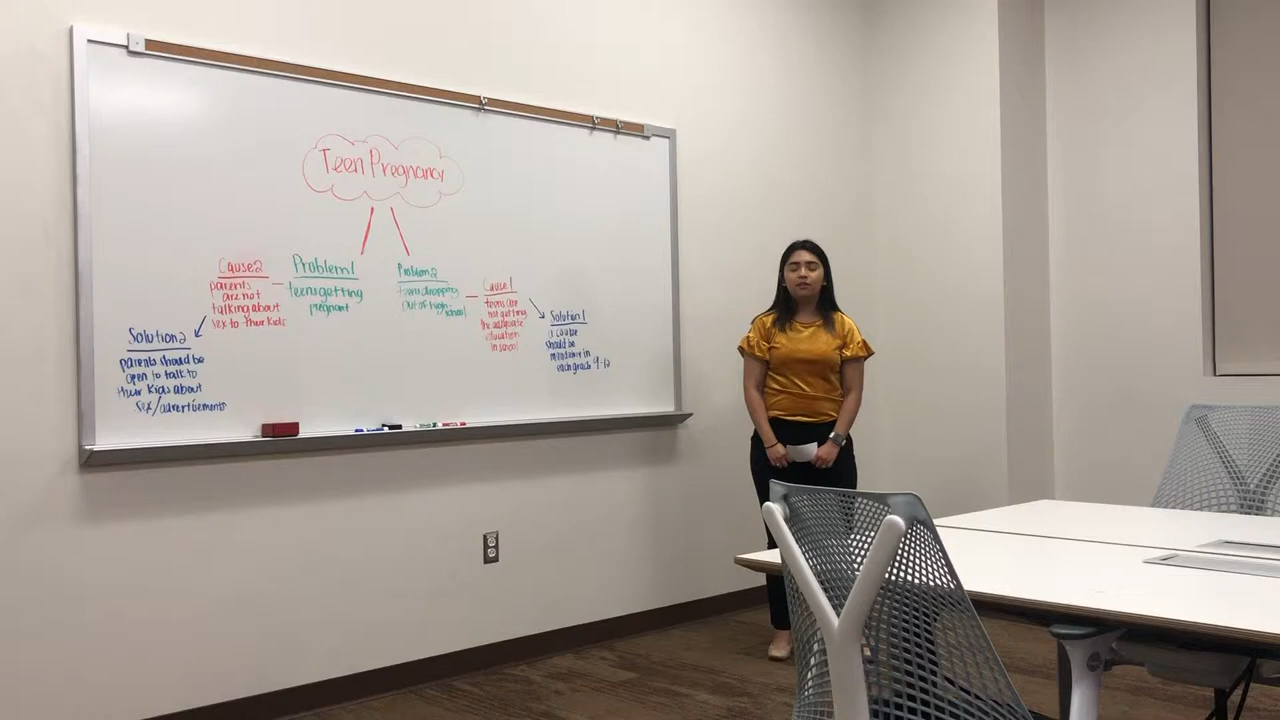 Teen Pregnancy
Cause2
parents
are not
talking about
sex to their kids
Problem1
teens getting
pregnant
Problem2
teens dropping
out of high-
school
Cause1
teens are
not getting
the adequate
education
in school
Solution2
parents should be
open to talk to
their kids about
sex/advertisements
Solution1
course
should be
mandatory in
each grade 9-12